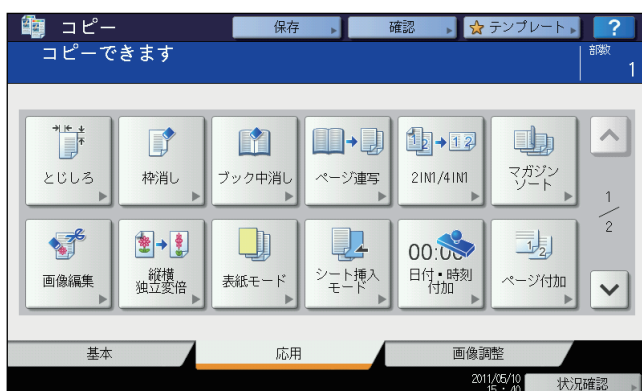 コピー
保存
確認
テンプレート
?
コピーできます
部数
1
とじしろ
枠消し
ブック中消し
ページ連写
2IN1/4IN1
マガジン
ソート
1
2
画像編集
縦横
独立変倍
表紙モード
シート挿入
モード
00:00
日付・時刻
付加
ページ付加
基本
応用
画像調整
2011/05/10
15:40
状況確認